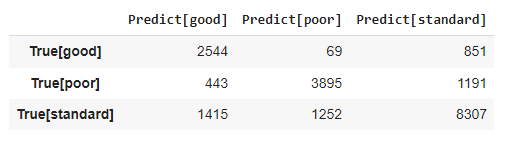 Predict[good] Predict[poor] Predict[standard]
True[good] 2544 69 851
True[poor] 443 3895 1191
True[standard] 1415 1252 8307